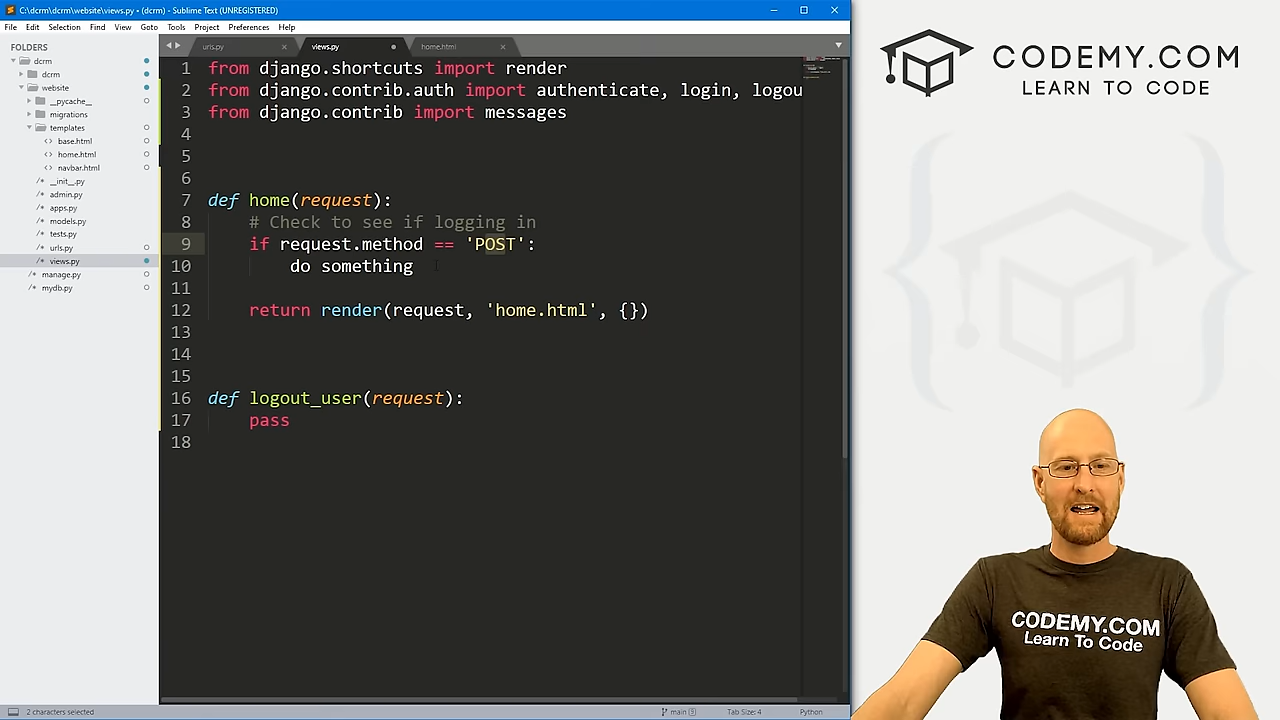 C:\dcrm\dcrm\website\views.py • (dcrm) - Sublime Text (UNREGISTERED)
File Edit Selection Find View Goto Tools Project Preferences Help
FOLDERS
dcrm
dcrm
website
__pycache__
migrations
templates
base.html
home.html
navbar.html
__init__.py
admin.py
apps.py
models.py
tests.py
urls.py
views.py
manage.py
mydb.py
urls.py views.py home.html
1 from django.shortcuts import render
2 from django.contrib.auth import authenticate, login, logou
3 from django.contrib import messages
4
5
6
7 def home(request):
8 # Check to see if logging in
9 if request.method == 'POST':
10 do something
11
12 return render(request, 'home.html', {})
13
14
15
16 def logout_user(request):
17 pass
18
2 characters selected
main 3 Tab Size: 4 Python
CODEMY.COM
LEARN TO CODE
CODEMY.COM
Learn To Code